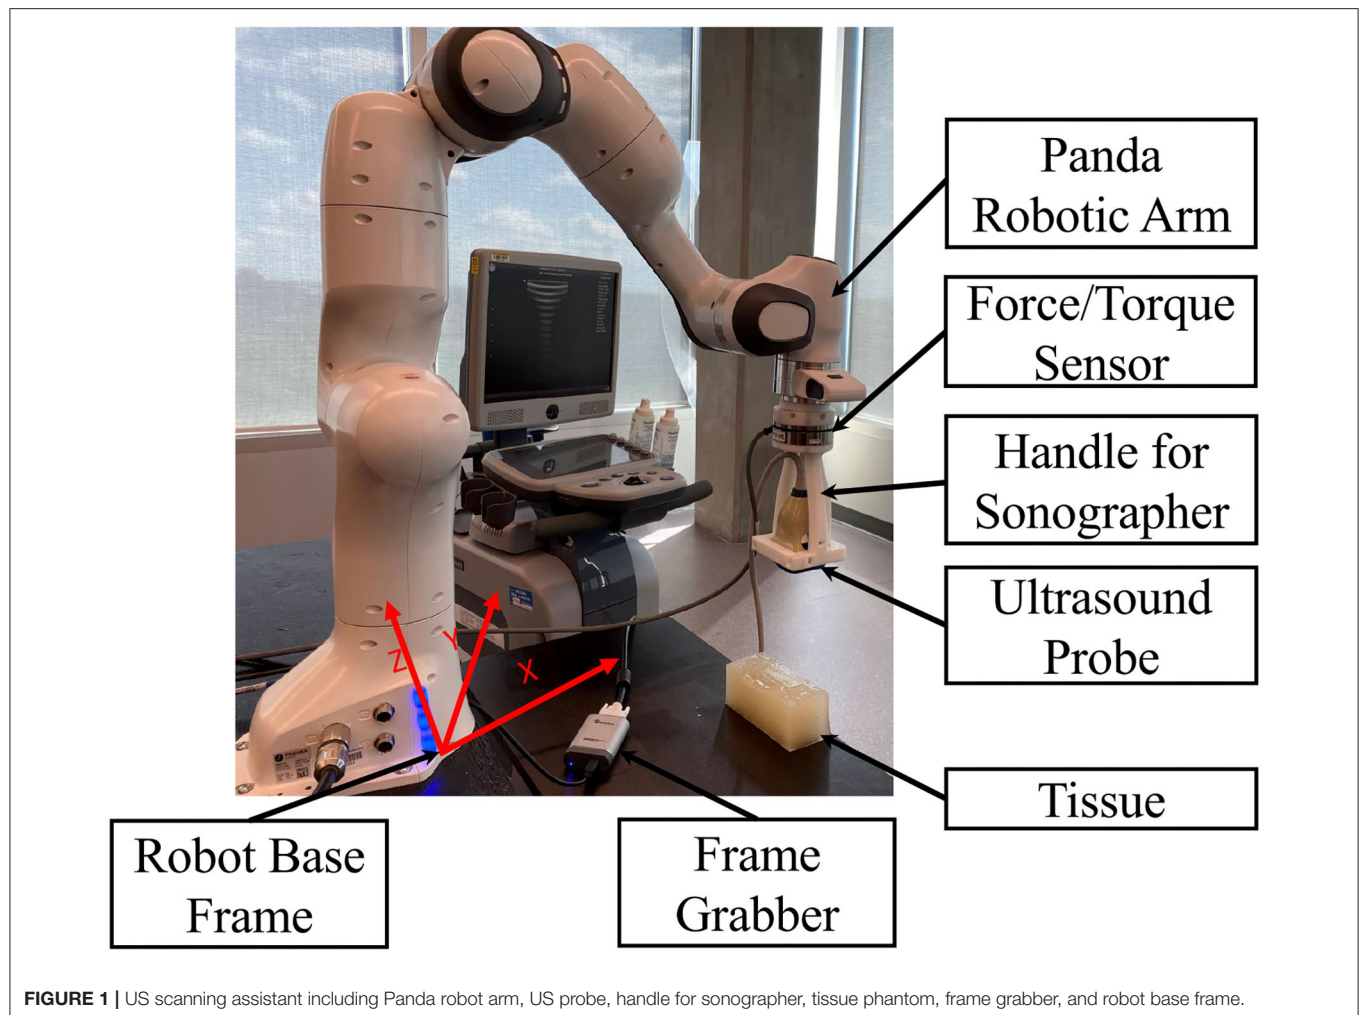 Panda
Robotic Arm
Force/Torque
Sensor
Handle for
Sonographer
Ultrasound
Probe
Z
Y
X
Tissue
Robot Base
Frame
Frame
Grabber
FIGURE 1 | US scanning assistant including Panda robot arm, US probe, handle for sonographer, tissue phantom, frame grabber, and robot base frame.